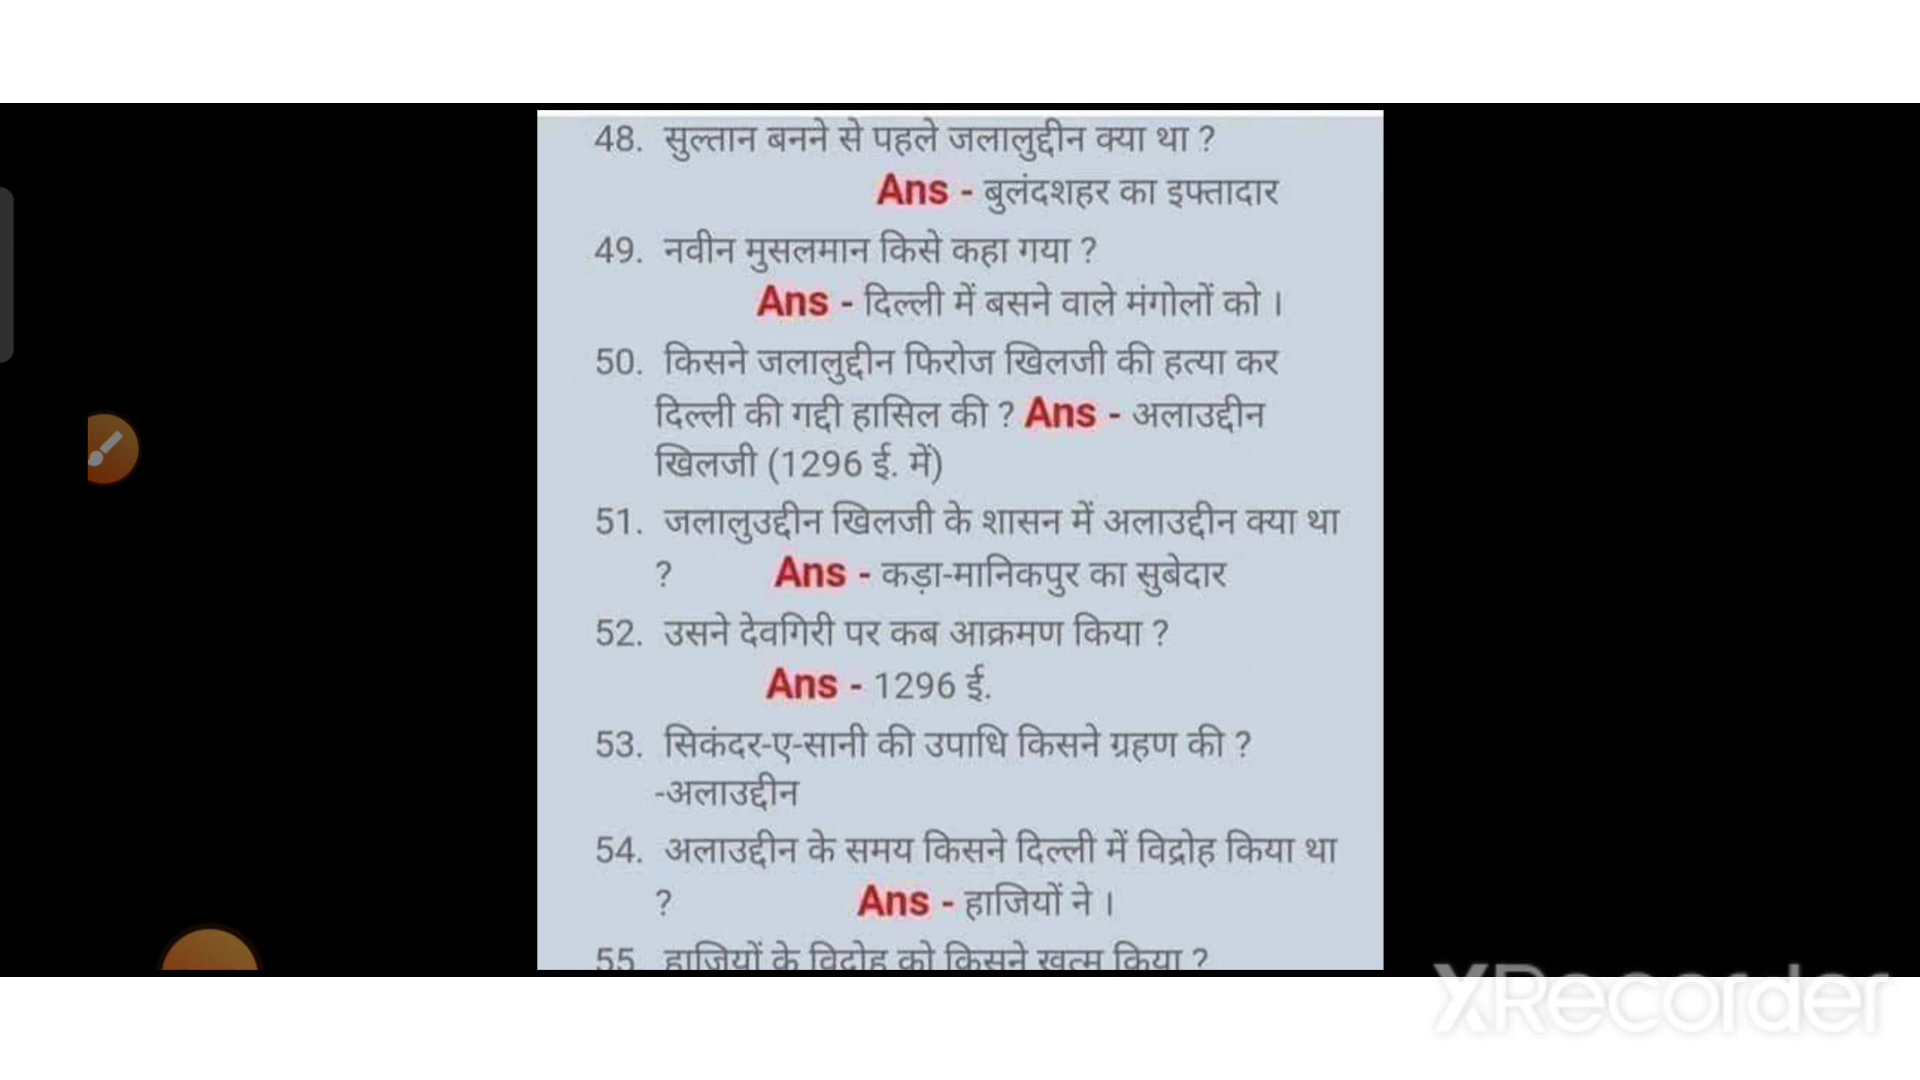 48. सुल्तान बनने से पहले जलालुद्दीन क्या था ?
Ans - बुलंदशहर का इफ्तादार
49. नवीन मुसलमान किसे कहा गया ?
Ans - दिल्ली में बसने वाले मंगोलों को ।
50. किसने जलालुद्दीन फिरोज खिलजी की हत्या कर
दिल्ली की गद्दी हासिल की ? Ans - अलाउद्दीन
खिलजी (1296 ई. में)
51. जलालुउद्दीन खिलजी के शासन में अलाउद्दीन क्या था
? Ans - कड़ा-मानिकपुर का सुबेदार
52. उसने देवगिरी पर कब आक्रमण किया ?
Ans - 1296 ई.
53. सिकंदर-ए-सानी की उपाधि किसने ग्रहण की ?
-अलाउद्दीन
54. अलाउद्दीन के समय किसने दिल्ली में विद्रोह किया था
? Ans - हाजियों ने ।
55 हाजियों के विद्रोह को किसने खत्म किया ?
XRecorder